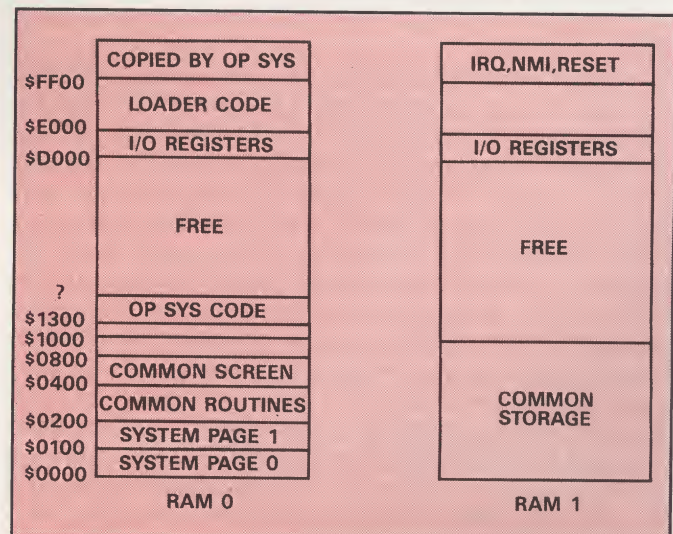 COPIED BY OP SYS
$FF00
LOADER CODE
$E000
I/O REGISTERS
$D000
FREE
?
OP SYS CODE
$1300
$1000
$0800
COMMON SCREEN
$0400
COMMON ROUTINES
$0200
SYSTEM PAGE 1
$0100
SYSTEM PAGE 0
$0000
RAM 0
IRQ,NMI,RESET
I/O REGISTERS
FREE
COMMON
STORAGE
RAM 1